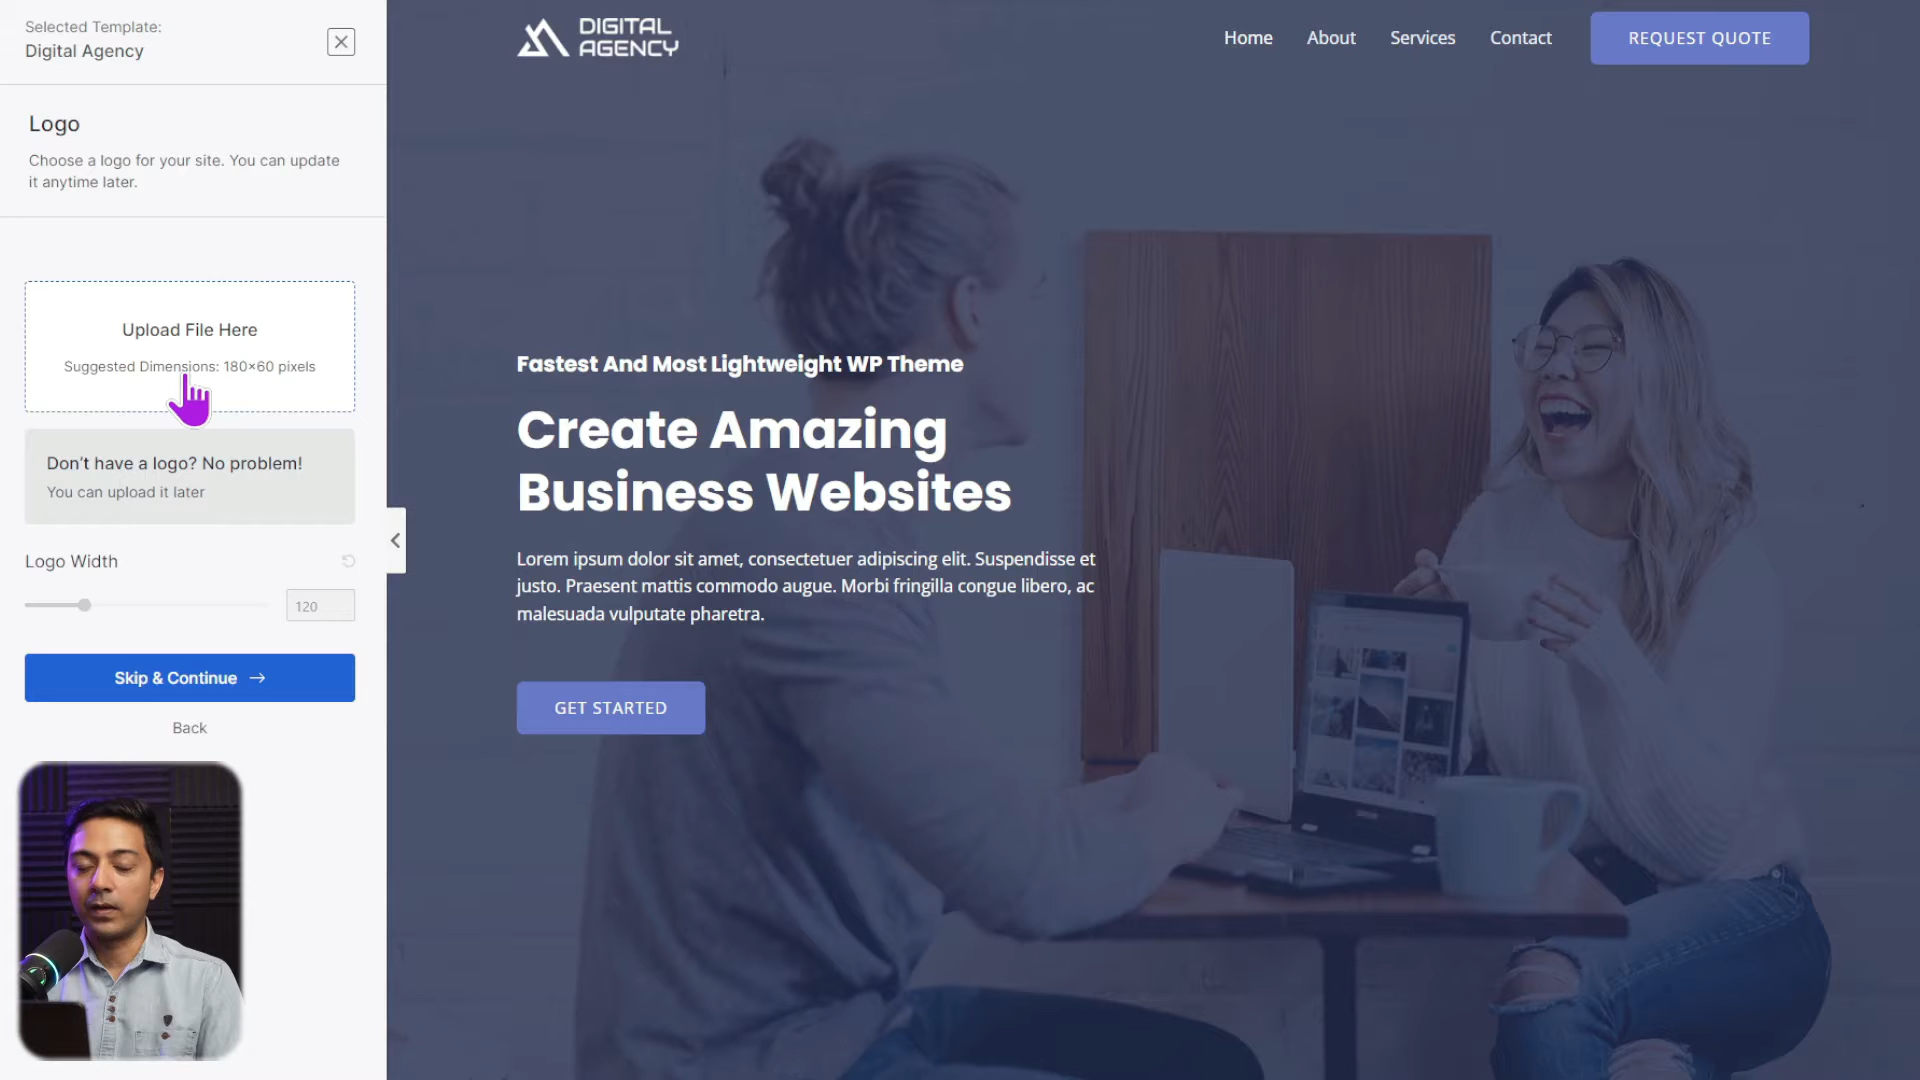 Selected Template:
Digital Agency
Logo
Choose a logo for your site. You can update
it anytime later.
Upload File Here
Suggested Dimensions: 180×60 pixels
Don't have a logo? No problem!
You can upload it later
Logo Width
120
Skip & Continue →
Back
DIGITAL
AGENCY
Home About Services Contact REQUEST QUOTE
Fastest And Most Lightweight WP Theme
Create Amazing
Business Websites
Lorem ipsum dolor sit amet, consectetuer adipiscing elit. Suspendisse et
justo. Praesent mattis commodo augue. Morbi fringilla congue libero, ac
malesuada vulputate pharetra.
GET STARTED